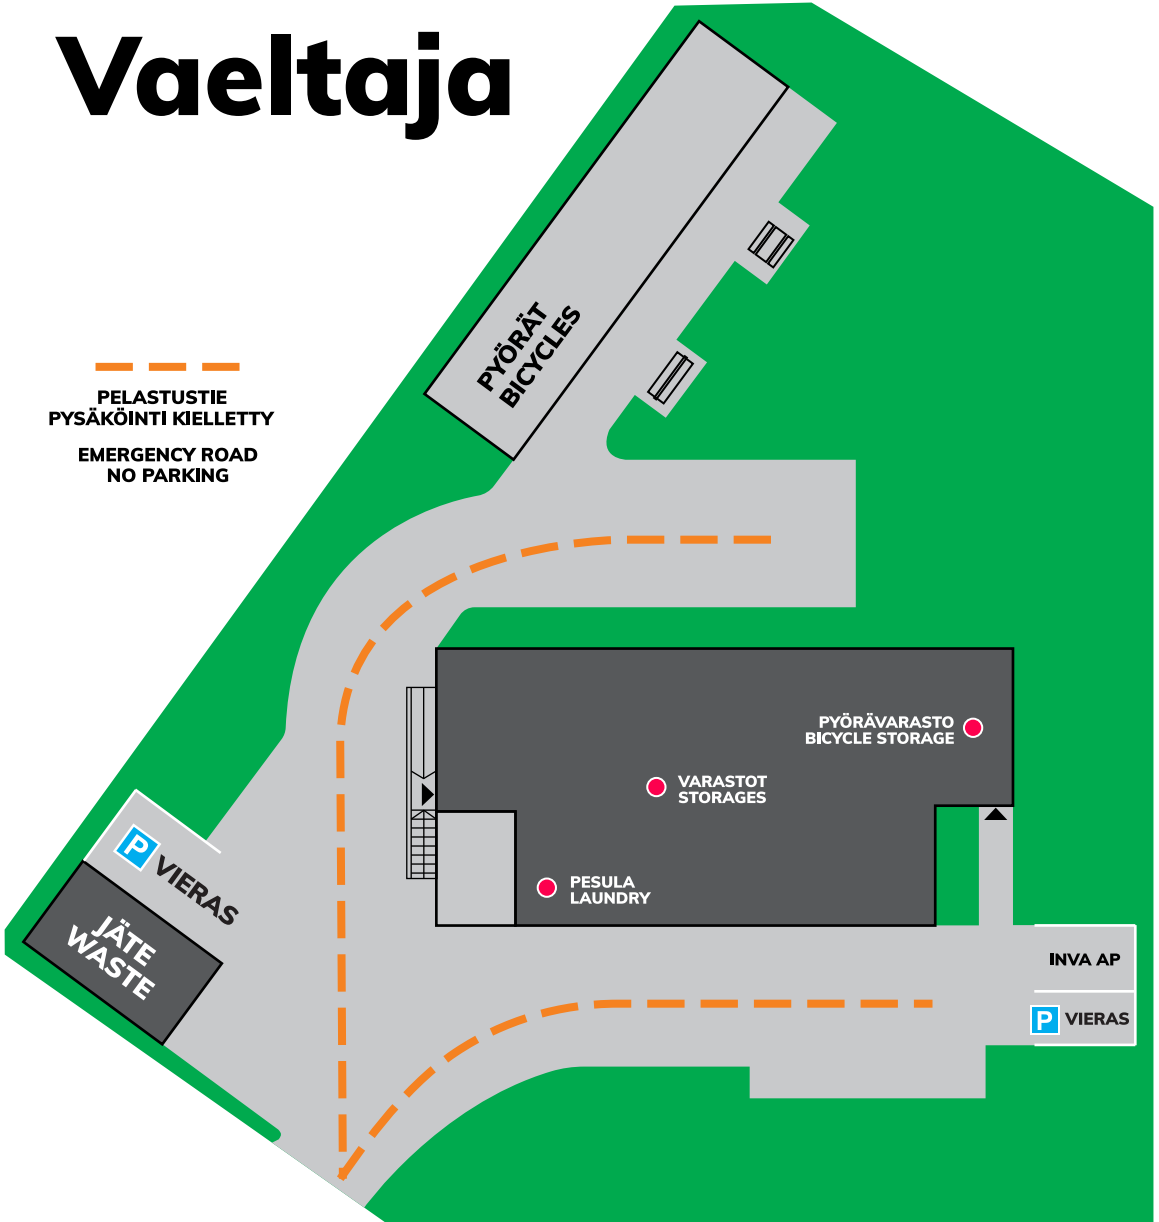 Vaeltaja
PELASTUSTIE
PYSÄKÖINTI KIELLETTY
EMERGENCY ROAD
NO PARKING
PYÖRÄT
BICYCLES
PYÖRÄVARASTO
BICYCLE STORAGE
VARASTOT
STORAGES
PESULA
LAUNDRY
P VIERAS
JÄTE
WASTE
INVA AP
P VIERAS